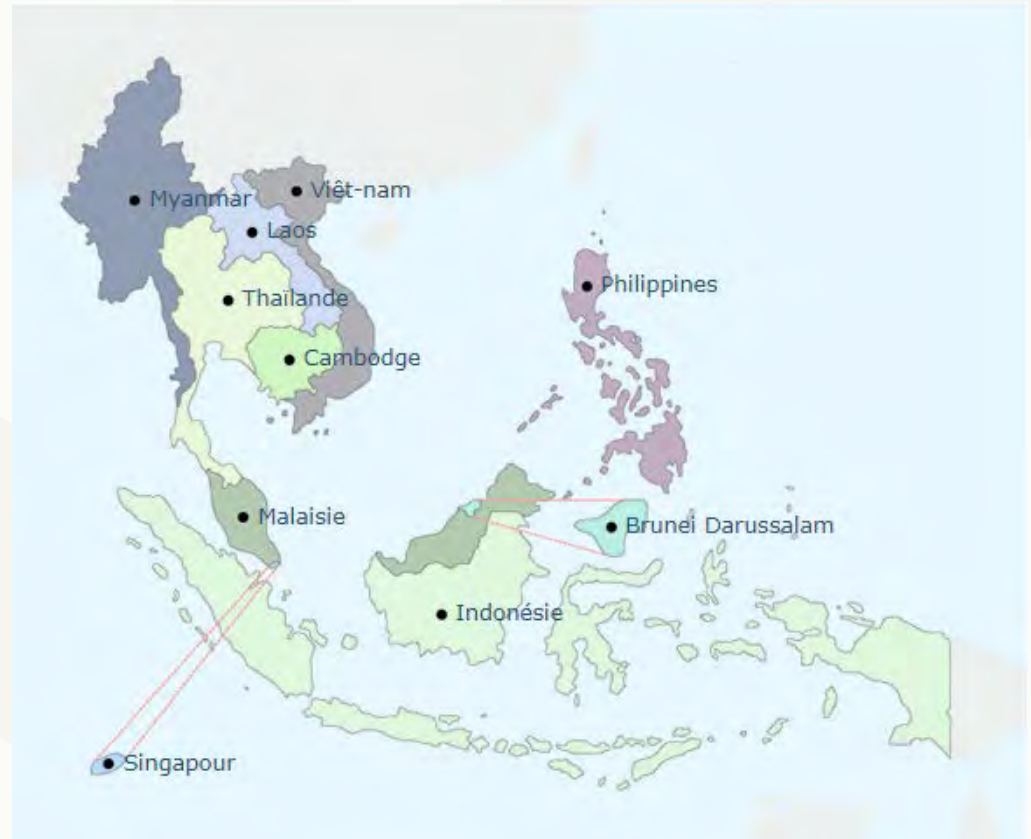 Viêt-nam
Myanmar
Laos
Philippines
Thaïlande
Cambodge
Malaisie
Brunei Darussalam
Indonésie
Singapour